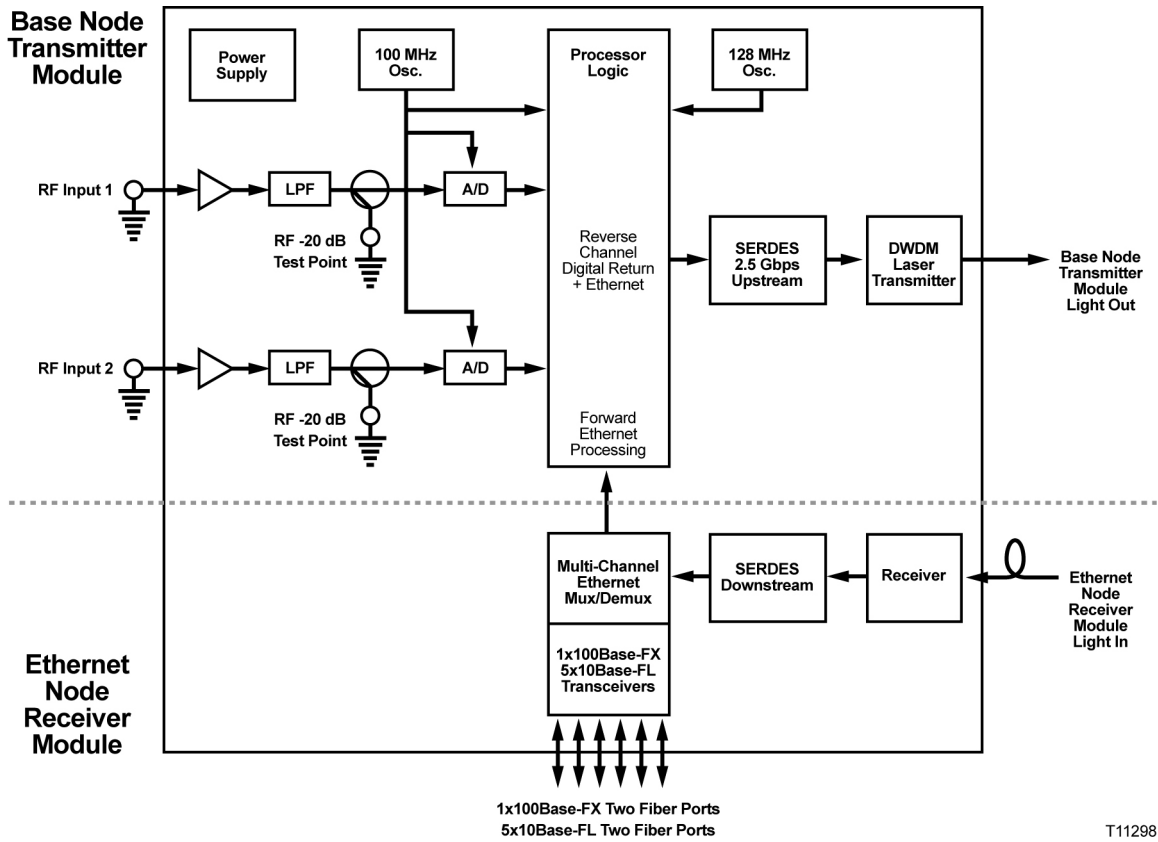 Base Node
Transmitter
Module
Power
Supply
100 MHz
Osc.
Processor
Logic
128 MHz
Osc.
RF Input 1
LPF
A/D
RF -20 dB
Test Point
Reverse
Channel
Digital Return
+ Ethernet
SERDES
2.5 Gbps
Upstream
DWDM
Laser
Transmitter
Base Node
Transmitter
Module
Light Out
RF Input 2
LPF
A/D
RF -20 dB
Test Point
Forward
Ethernet
Processing
Multi-Channel
Ethernet
Mux/Demux
SERDES
Downstream
Receiver
Ethernet
Node
Receiver
Module
Light In
1x100Base-FX
5x10Base-FL
Transceivers
Ethernet
Node
Receiver
Module
1x100Base-FX Two Fiber Ports
5x10Base-FL Two Fiber Ports
T11298